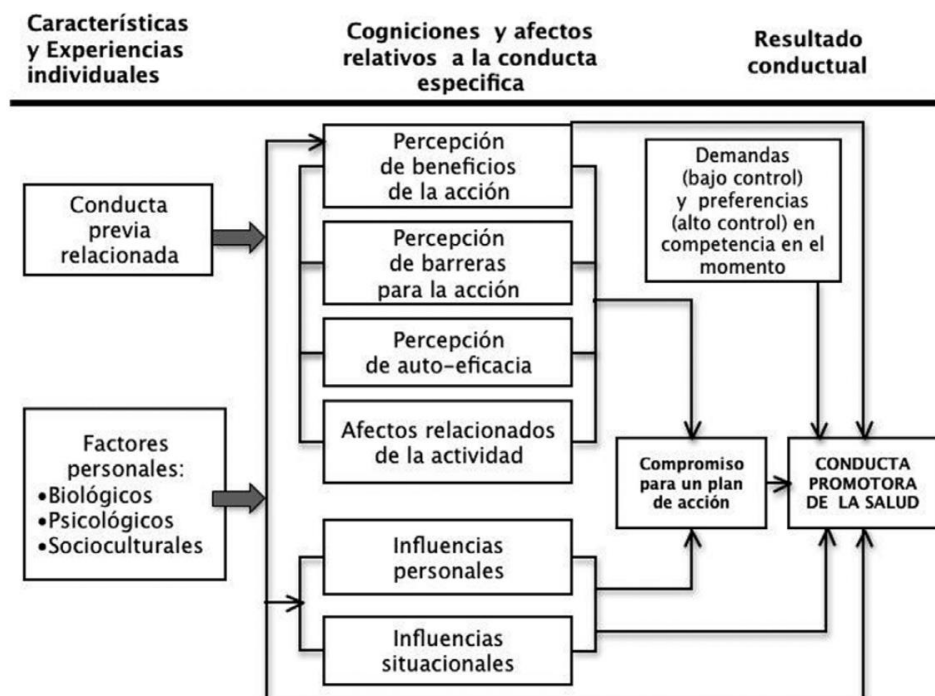 Características
y Experiencias
individuales
Cogniciones y afectos
relativos a la conducta
especifica
Resultado
conductual
Conducta
previa
relacionada
Factores
personales:
•Biológicos
•Psicológicos
•Socioculturales
Percepción
de beneficios
de la acción
Percepción
de barreras
para la acción
Percepción
de auto-eficacia
Afectos relacionados
de la actividad
Influencias
personales
Influencias
situacionales
Demandas
(bajo control)
y preferencias
(alto control) en
competencia en el
momento
Compromiso
para un plan
de acción
CONDUCTA
PROMOTORA
DE LA SALUD